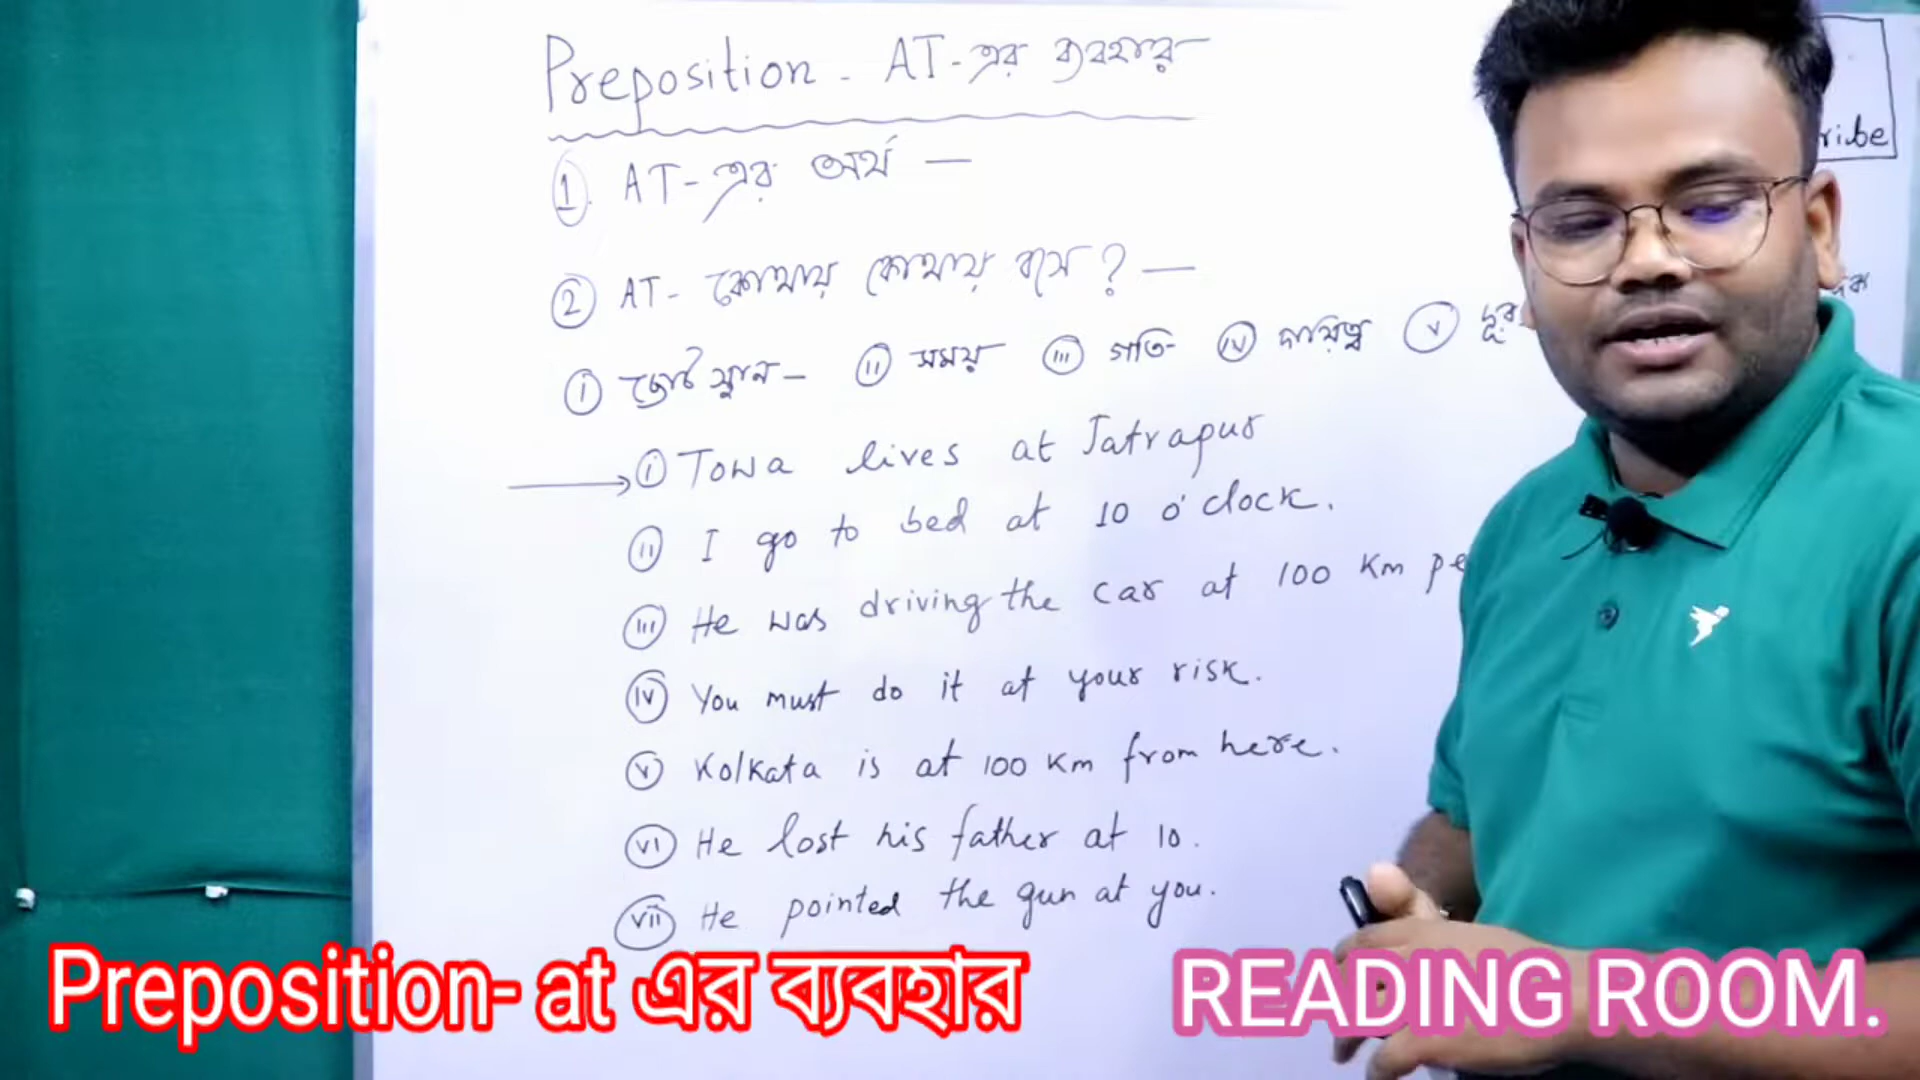 Preposition - AT-এর ব্যবহার
ribe
1. AT-এর অর্থ —
2 AT- কোথায় কোথায় বসে ? —
i ছোট স্থান - ii সময় iii গতি iv দায়িত্ব v দূর
i Towa lives at Jatrapur
ii I go to bed at 10 o'clock.
iii He was driving the car at 100 km pe
iv You must do it at your risk.
v Kolkata is at 100 km from here.
vi He lost his father at 10.
vii He pointed the gun at you.
Preposition- at এর ব্যবহার
READING ROOM.